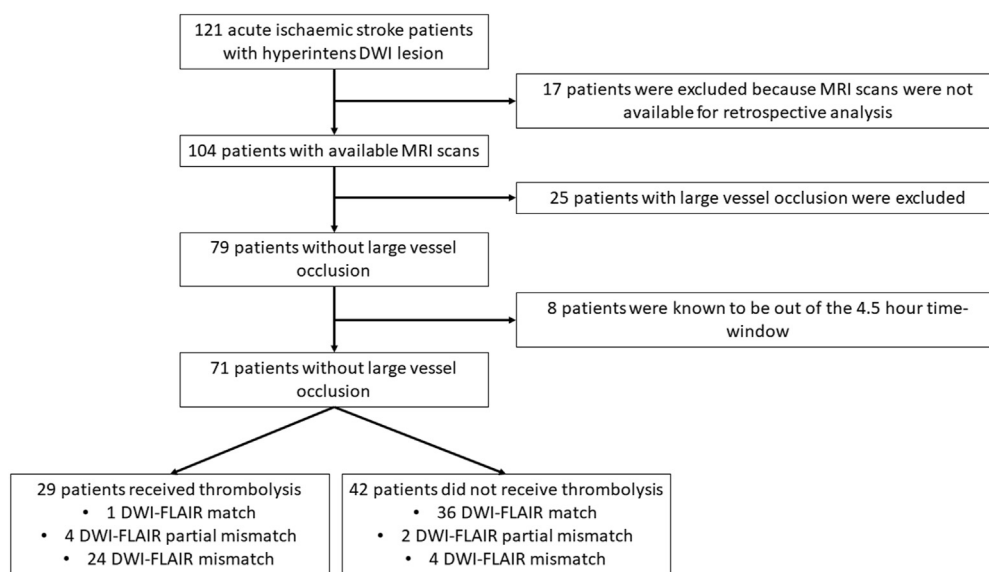 121 acute ischaemic stroke patients
with hyperintens DWI lesion
17 patients were excluded because MRI scans were not
available for retrospective analysis
104 patients with available MRI scans
25 patients with large vessel occlusion were excluded
79 patients without large vessel
occlusion
8 patients were known to be out of the 4.5 hour time-
window
71 patients without large vessel
occlusion
29 patients received thrombolysis
• 1 DWI-FLAIR match
• 4 DWI-FLAIR partial mismatch
• 24 DWI-FLAIR mismatch
42 patients did not receive thrombolysis
• 36 DWI-FLAIR match
• 2 DWI-FLAIR partial mismatch
• 4 DWI-FLAIR mismatch